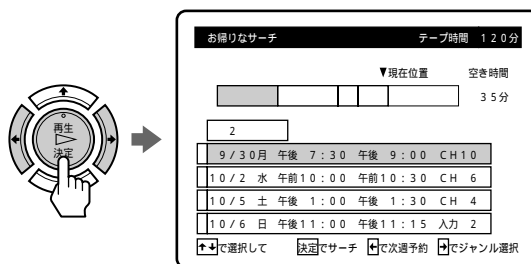 お帰りなサーチ テープ時間 120分
▼現在位置 空き時間
35分
再生
決定
2
9/30月 午後 7:30 午後 9:00 CH10
10/2 水 午前10:00 午前10:30 CH 6
10/5 土 午後 1:00 午後 1:30 CH 4
10/6 日 午後11:00 午後11:15 入力 2
↑↓で選択して 決定でサーチ ←で次週予約 →でジャンル選択